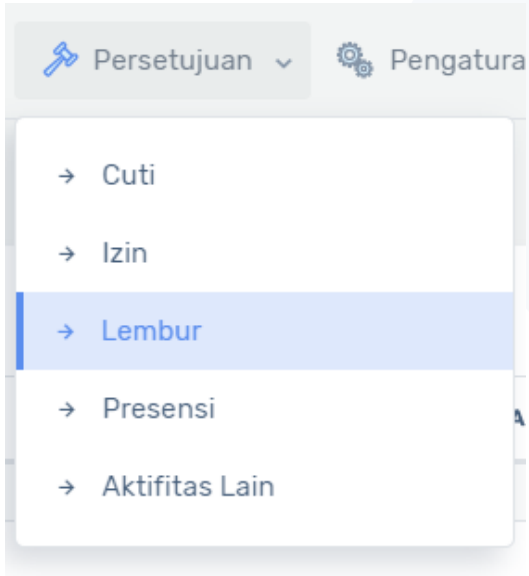 Persetujuan
Pengatura
Cuti
Izin
Lembur
Presensi
A
Aktifitas Lain